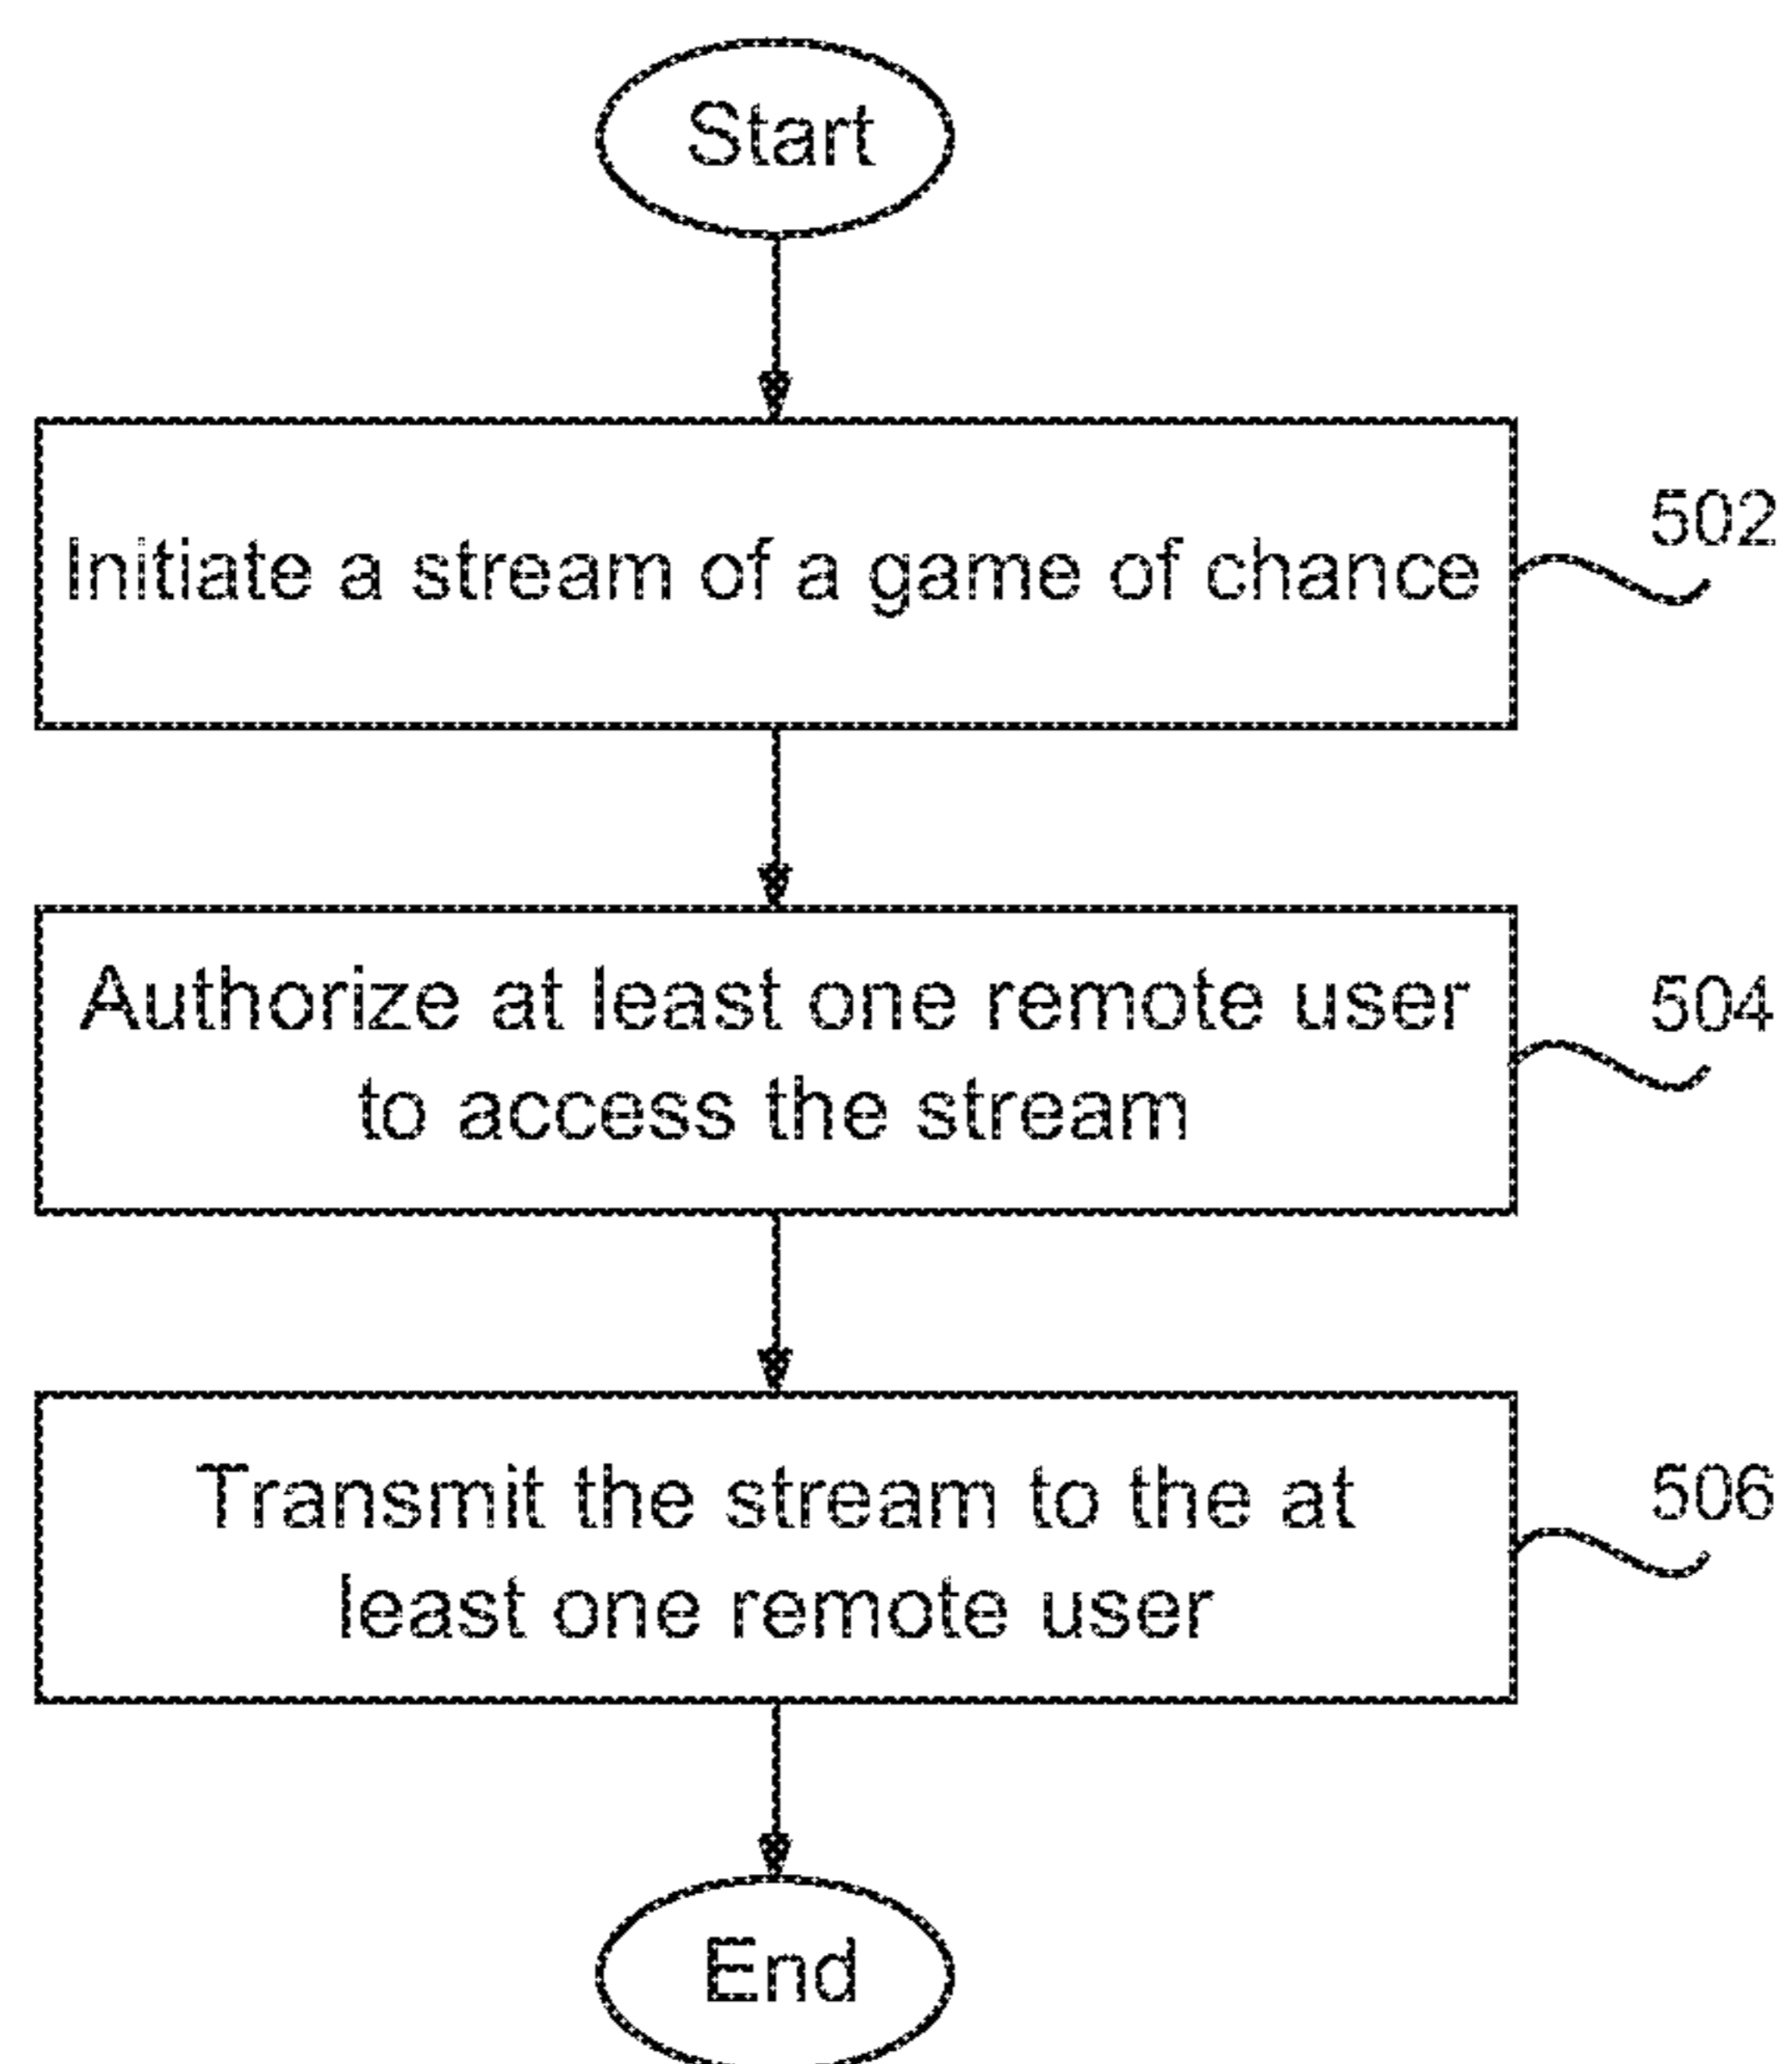 Start
Initiate a stream of a game of chance
502
Authorize at least one remote user
to access the stream
504
Transmit the stream to the at
least one remote user
506
End